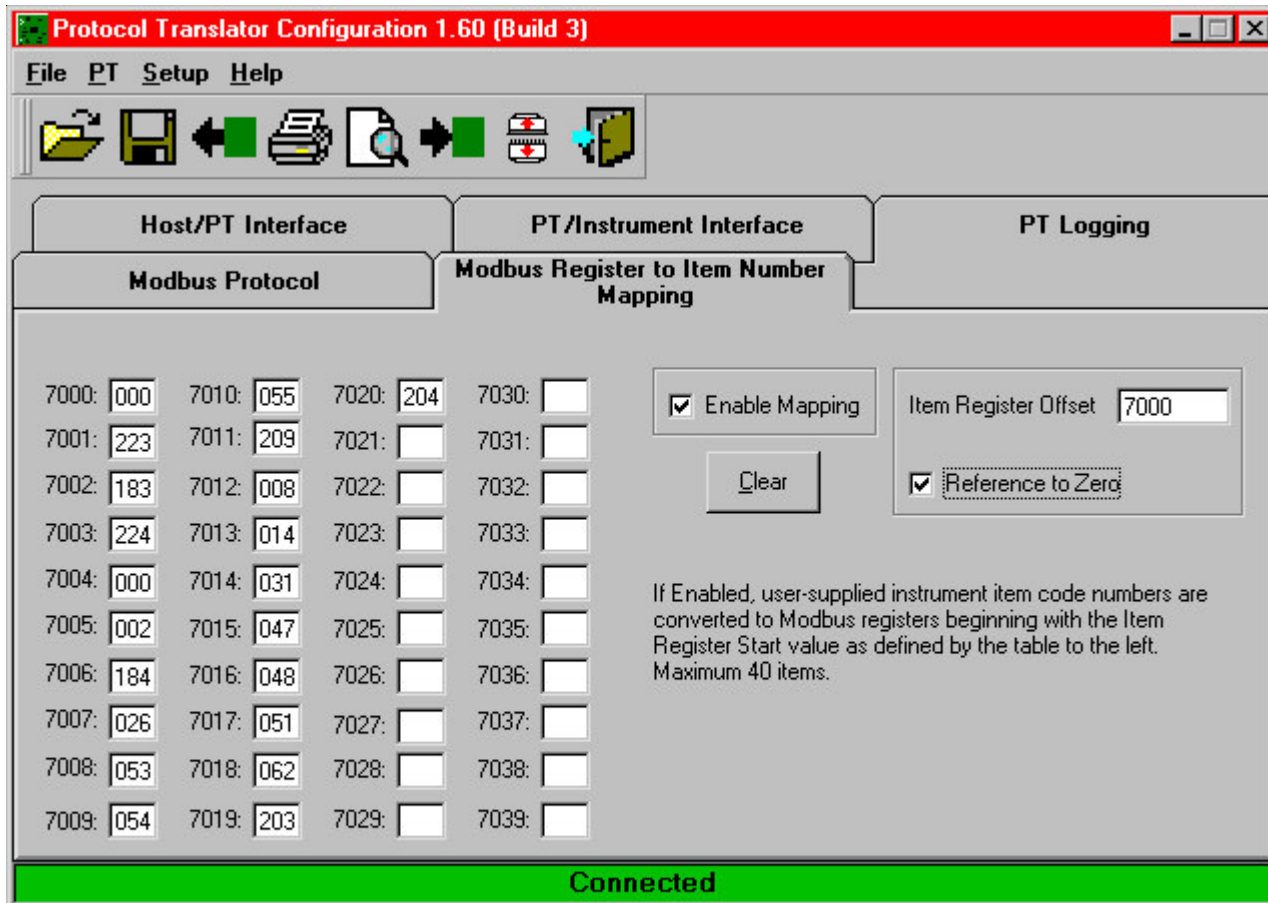 Protocol Translator Configuration 1.60 (Build 3)
File PT Setup Help
Host/PT Interface PT/Instrument Interface PT Logging
Modbus Protocol Modbus Register to Item Number
Mapping
7000: 000 7010: 055 7020: 204 7030:
7001: 223 7011: 209 7021: 7031:
7002: 183 7012: 008 7022: 7032:
7003: 224 7013: 014 7023: 7033:
7004: 000 7014: 031 7024: 7034:
7005: 002 7015: 047 7025: 7035:
7006: 184 7016: 048 7026: 7036:
7007: 026 7017: 051 7027: 7037:
7008: 053 7018: 062 7028: 7038:
7009: 054 7019: 203 7029: 7039:
Enable Mapping
Clear
Item Register Offset 7000
Reference to Zero
If Enabled, user-supplied instrument item code numbers are
converted to Modbus registers beginning with the Item
Register Start value as defined by the table to the left.
Maximum 40 items.
Connected